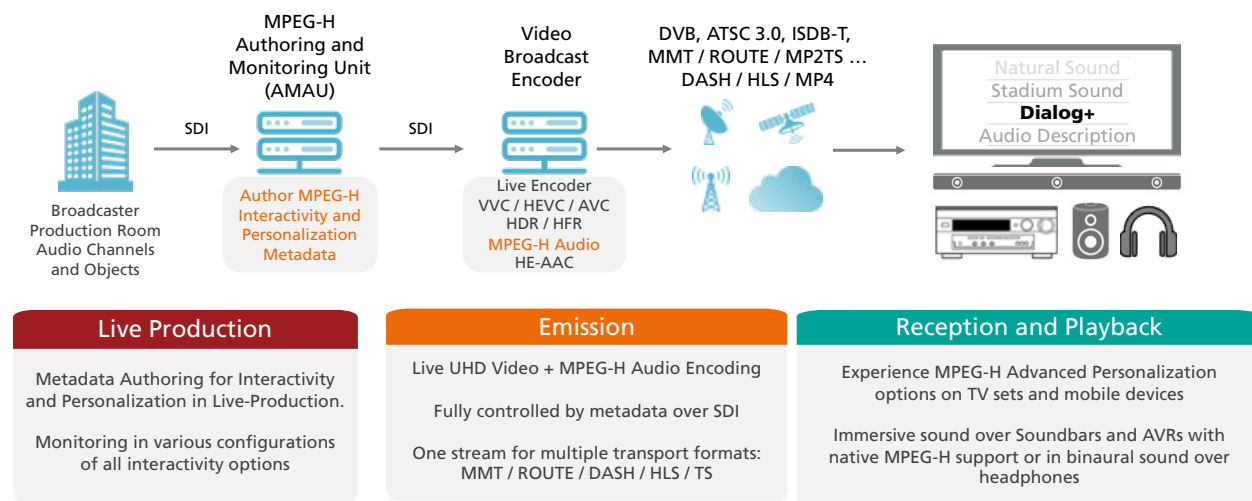 MPEG-H
Authoring and
Monitoring Unit
(AMAU)
Video
Broadcast
Encoder
DVB, ATSC 3.0, ISDB-T,
MMT / ROUTE / MP2TS …
DASH / HLS / MP4
SDI
SDI
Natural Sound
Stadium Sound
Dialog+
Audio Description
Broadcaster
Production Room
Audio Channels
and Objects
Author MPEG-H
Interactivity and
Personalization
Metadata
Live Encoder
VVC / HEVC / AVC
HDR / HFR
MPEG-H Audio
HE-AAC
Live Production
Metadata Authoring for Interactivity
and Personalization in Live-Production.
Monitoring in various configurations
of all interactivity options
Emission
Live UHD Video + MPEG-H Audio Encoding
Fully controlled by metadata over SDI
One stream for multiple transport formats:
MMT / ROUTE / DASH / HLS / TS
Reception and Playback
Experience MPEG-H Advanced Personalization
options on TV sets and mobile devices
Immersive sound over Soundbars and AVRs with
native MPEG-H support or in binaural sound over
headphones